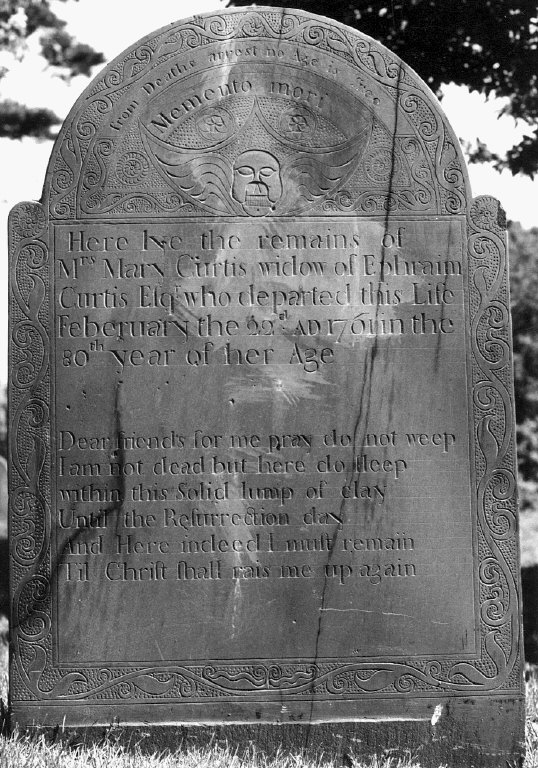 from Deaths arrest no Age is free
Memento mori
Here lye the remains of
Mrs Mary Curtis widow of Ephraim
Curtis Esqr who departed this Life
Feberuary the 22d AD 1761 in the
80th year of her Age
Dear friends for me pray do not weep
I am not dead but here do sleep
within this Solid lump of clay
Until the Resurrection day
And Here indeed I must remain
Til Christ shall rais me up again